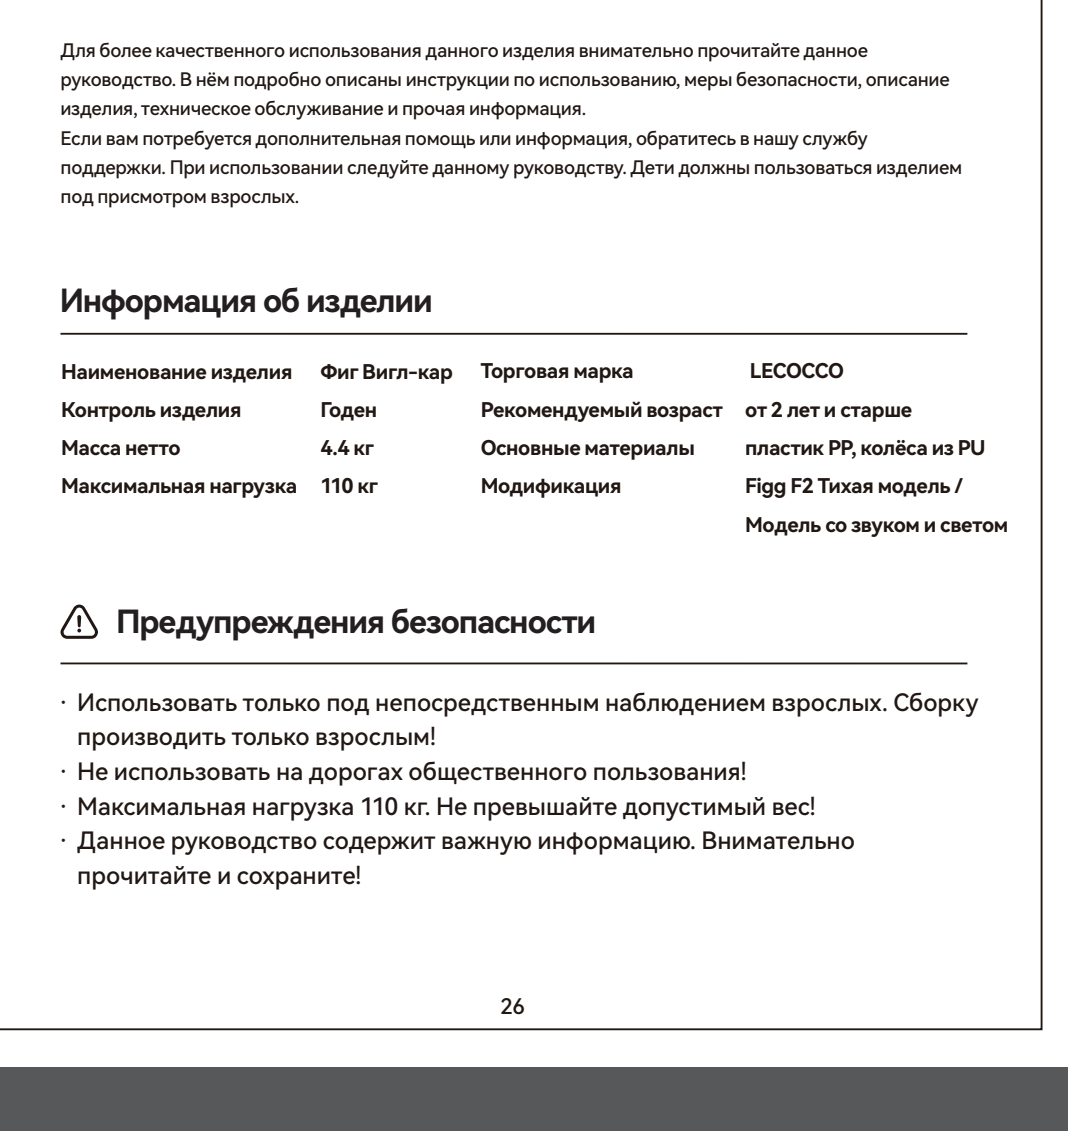 Для более качественного использования данного изделия внимательно прочитайте данное
руководство. В нём подробно описаны инструкции по использованию, меры безопасности, описание
изделия, техническое обслуживание и прочая информация.
Если вам потребуется дополнительная помощь или информация, обратитесь в нашу службу
поддержки. При использовании следуйте данному руководству. Дети должны пользоваться изделием
под присмотром взрослых.
Информация об изделии
Наименование изделия Фиг Вигл-кар Торговая марка LECOCCO
Контроль изделия Годен Рекомендуемый возраст от 2 лет и старше
Масса нетто 4.4 кг Основные материалы пластик PP, колёса из PU
Максимальная нагрузка 110 кг Модификация Figg F2 Тихая модель /
Модель со звуком и светом
Предупреждения безопасности
· Использовать только под непосредственным наблюдением взрослых. Сборку
производить только взрослым!
· Не использовать на дорогах общественного пользования!
· Максимальная нагрузка 110 кг. Не превышайте допустимый вес!
· Данное руководство содержит важную информацию. Внимательно
прочитайте и сохраните!
26